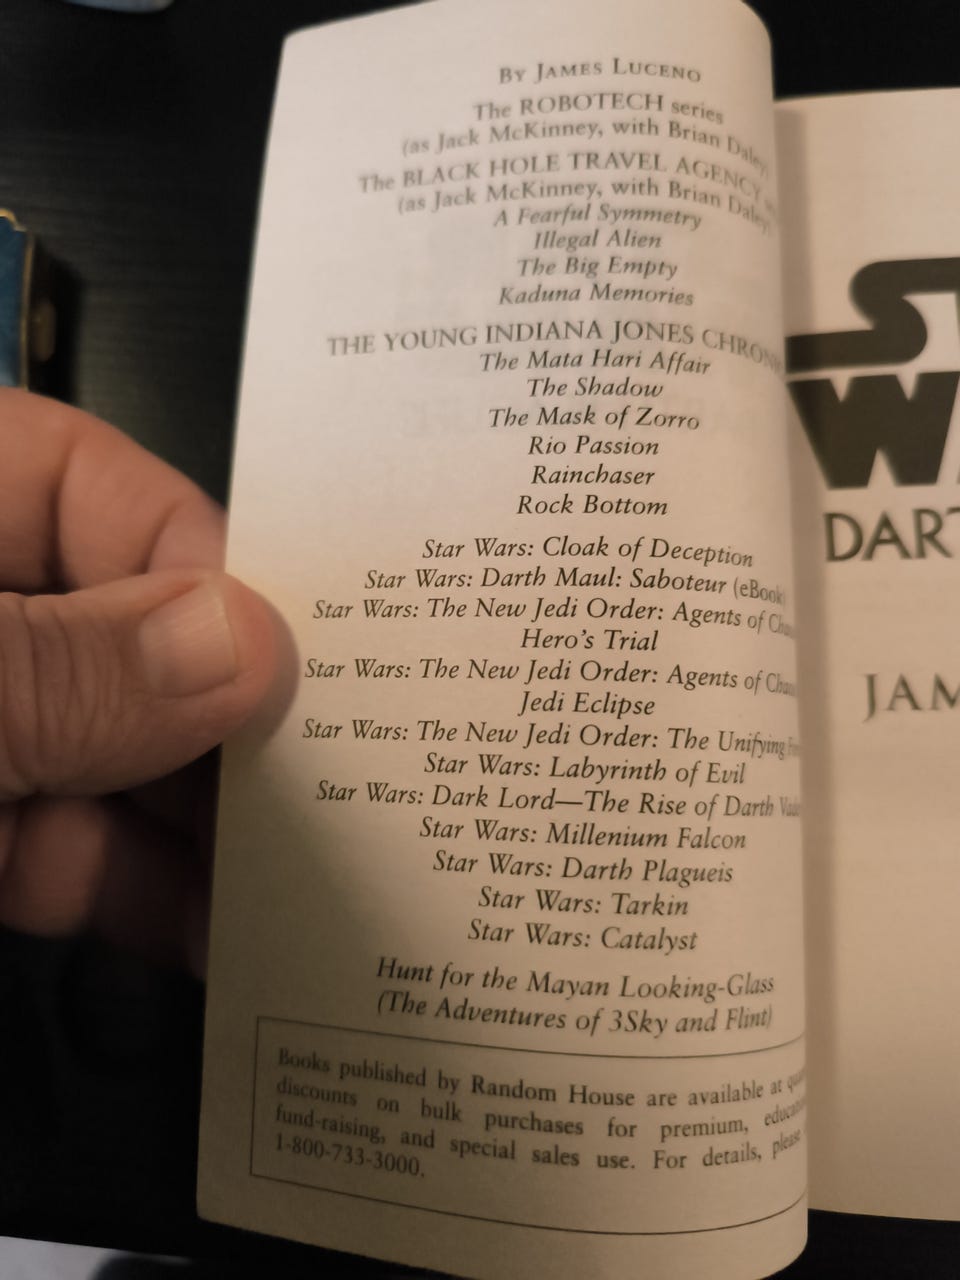 BY JAMES LUCENO
The ROBOTECH series
(as Jack McKinney, with Brian Daley)
The BLACK HOLE TRAVEL AGENCY
(as Jack McKinney, with Brian Daley)
A Fearful Symmetry
Illegal Alien
The Big Empty
Kaduna Memories
THE YOUNG INDIANA JONES
The Mata Hari Affair
The Shadow
The Mask of Zorro
Rio Passion
Rainchaser
Rock Bottom
Star Wars: Cloak of Deception
Star Wars: Darth Maul: Saboteur (eBook)
Star Wars: The New Jedi Order: Agents of
Hero's Trial
Star Wars: The New Jedi Order: Agents of
Jedi Eclipse
Star Wars: The New Jedi Order: The Unifying
Star Wars: Labyrinth of Evil
Star Wars: Dark Lord—The Rise of Darth
Star Wars: Millenium Falcon
Star Wars: Darth Plagueis
Star Wars: Tarkin
Star Wars: Catalyst
Hunt for the Mayan Looking-Glass
(The Adventures of 3Sky and Flint)
Books published by Random House are available at
discounts on bulk purchases for premium,
fund-raising, and special sales use. For details, please
1-800-733-3000.
S
W
DAR
JAM